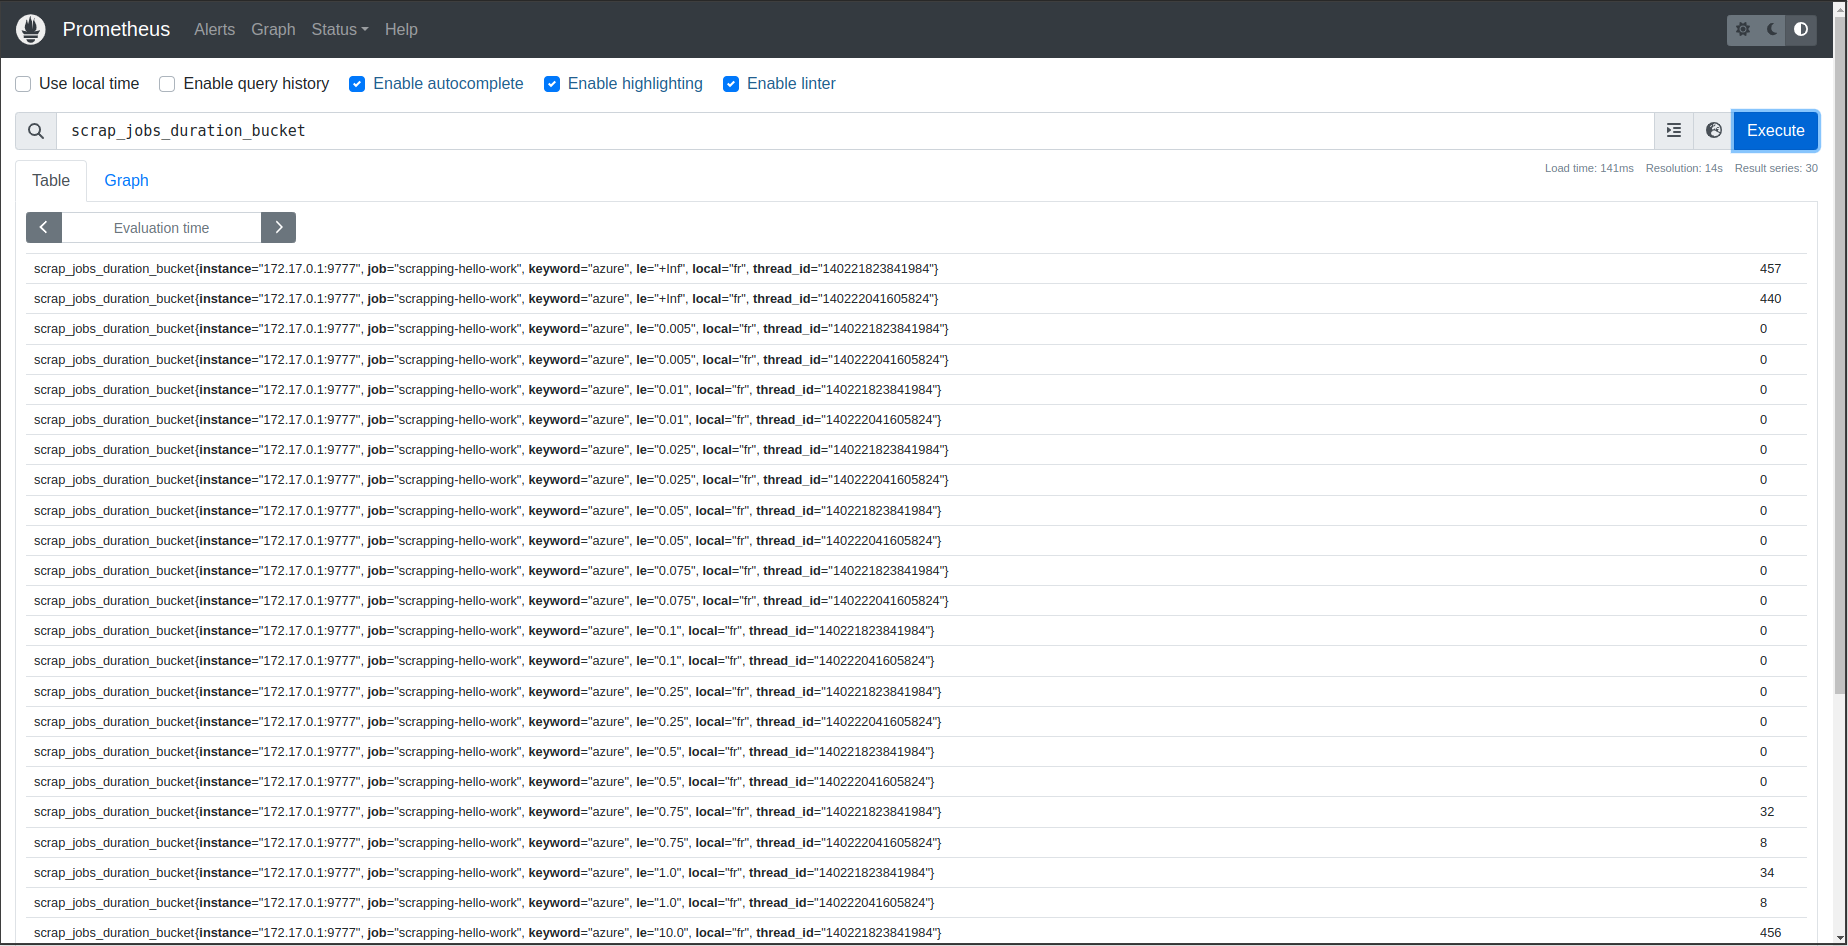 Prometheus Alerts Graph Status Help
Use local time Enable query history Enable autocomplete Enable highlighting Enable linter
scrap_jobs_duration_bucket Execute
Table Graph Load time: 141ms Resolution: 14s Result series: 30
Evaluation time
scrap_jobs_duration_bucket{instance="172.17.0.1:9777", job="scrapping-hello-work", keyword="azure", le="+Inf", local="fr", thread_id="140221823841984"} 457
scrap_jobs_duration_bucket{instance="172.17.0.1:9777", job="scrapping-hello-work", keyword="azure", le="+Inf", local="fr", thread_id="140222041605824"} 440
scrap_jobs_duration_bucket{instance="172.17.0.1:9777", job="scrapping-hello-work", keyword="azure", le="0.005", local="fr", thread_id="140221823841984"} 0
scrap_jobs_duration_bucket{instance="172.17.0.1:9777", job="scrapping-hello-work", keyword="azure", le="0.005", local="fr", thread_id="140222041605824"} 0
scrap_jobs_duration_bucket{instance="172.17.0.1:9777", job="scrapping-hello-work", keyword="azure", le="0.01", local="fr", thread_id="140221823841984"} 0
scrap_jobs_duration_bucket{instance="172.17.0.1:9777", job="scrapping-hello-work", keyword="azure", le="0.01", local="fr", thread_id="140222041605824"} 0
scrap_jobs_duration_bucket{instance="172.17.0.1:9777", job="scrapping-hello-work", keyword="azure", le="0.025", local="fr", thread_id="140221823841984"} 0
scrap_jobs_duration_bucket{instance="172.17.0.1:9777", job="scrapping-hello-work", keyword="azure", le="0.025", local="fr", thread_id="140222041605824"} 0
scrap_jobs_duration_bucket{instance="172.17.0.1:9777", job="scrapping-hello-work", keyword="azure", le="0.05", local="fr", thread_id="140221823841984"} 0
scrap_jobs_duration_bucket{instance="172.17.0.1:9777", job="scrapping-hello-work", keyword="azure", le="0.05", local="fr", thread_id="140222041605824"} 0
scrap_jobs_duration_bucket{instance="172.17.0.1:9777", job="scrapping-hello-work", keyword="azure", le="0.075", local="fr", thread_id="140221823841984"} 0
scrap_jobs_duration_bucket{instance="172.17.0.1:9777", job="scrapping-hello-work", keyword="azure", le="0.075", local="fr", thread_id="140222041605824"} 0
scrap_jobs_duration_bucket{instance="172.17.0.1:9777", job="scrapping-hello-work", keyword="azure", le="0.1", local="fr", thread_id="140221823841984"} 0
scrap_jobs_duration_bucket{instance="172.17.0.1:9777", job="scrapping-hello-work", keyword="azure", le="0.1", local="fr", thread_id="140222041605824"} 0
scrap_jobs_duration_bucket{instance="172.17.0.1:9777", job="scrapping-hello-work", keyword="azure", le="0.25", local="fr", thread_id="140221823841984"} 0
scrap_jobs_duration_bucket{instance="172.17.0.1:9777", job="scrapping-hello-work", keyword="azure", le="0.25", local="fr", thread_id="140222041605824"} 0
scrap_jobs_duration_bucket{instance="172.17.0.1:9777", job="scrapping-hello-work", keyword="azure", le="0.5", local="fr", thread_id="140221823841984"} 0
scrap_jobs_duration_bucket{instance="172.17.0.1:9777", job="scrapping-hello-work", keyword="azure", le="0.5", local="fr", thread_id="140222041605824"} 0
scrap_jobs_duration_bucket{instance="172.17.0.1:9777", job="scrapping-hello-work", keyword="azure", le="0.75", local="fr", thread_id="140221823841984"} 32
scrap_jobs_duration_bucket{instance="172.17.0.1:9777", job="scrapping-hello-work", keyword="azure", le="0.75", local="fr", thread_id="140222041605824"} 8
scrap_jobs_duration_bucket{instance="172.17.0.1:9777", job="scrapping-hello-work", keyword="azure", le="1.0", local="fr", thread_id="140221823841984"} 34
scrap_jobs_duration_bucket{instance="172.17.0.1:9777", job="scrapping-hello-work", keyword="azure", le="1.0", local="fr", thread_id="140222041605824"} 8
scrap_jobs_duration_bucket{instance="172.17.0.1:9777", job="scrapping-hello-work", keyword="azure", le="10.0", local="fr", thread_id="140221823841984"} 456